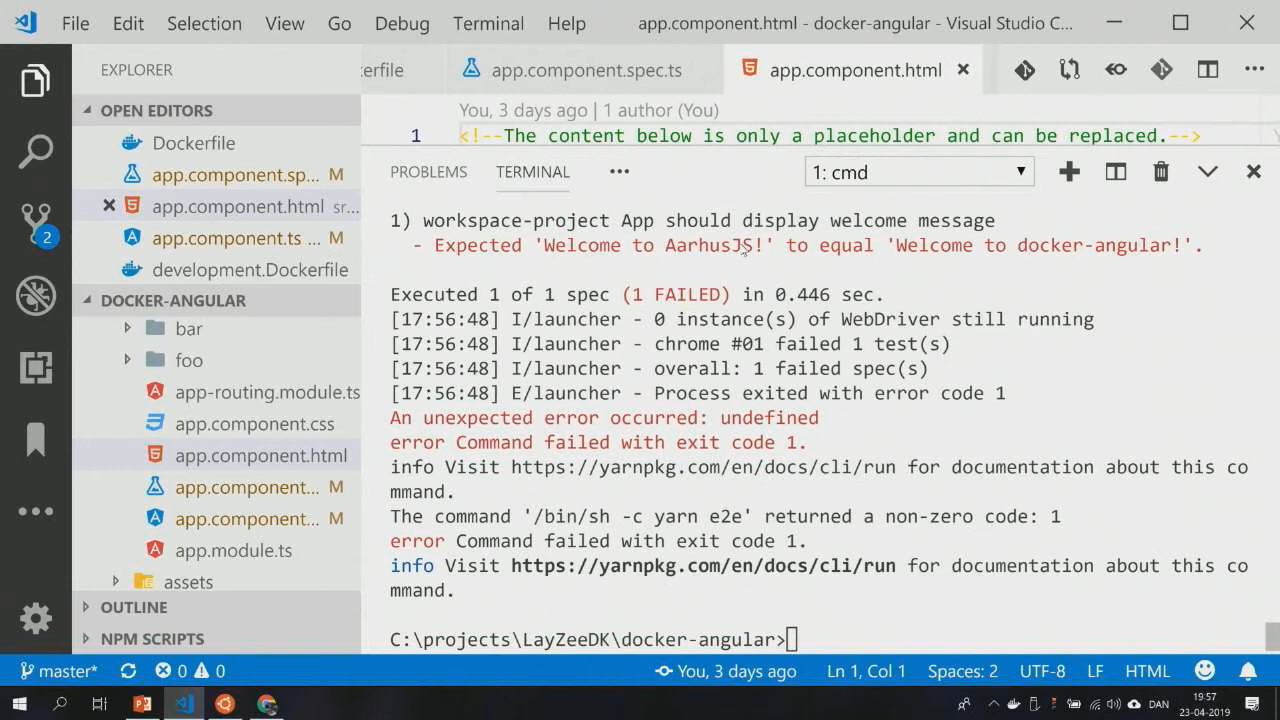 File Edit Selection View Go Debug Terminal Help app.component.html - docker-angular - Visual Studio C...
EXPLORER
OPEN EDITORS
Dockerfile
app.component.sp... M
app.component.html sr...
app.component.ts M
development.Dockerfile
2
DOCKER-ANGULAR
bar
foo
app-routing.module.ts
app.component.css
app.component.html
app.component... M
app.component... M
app.module.ts
assets
OUTLINE
NPM SCRIPTS
erfile app.component.spec.ts app.component.html
You, 3 days ago | 1 author (You)
1 <!--The content below is only a placeholder and can be replaced.-->
PROBLEMS TERMINAL ... 1: cmd
1) workspace-project App should display welcome message
- Expected 'Welcome to AarhusJS!' to equal 'Welcome to docker-angular!'.
Executed 1 of 1 spec (1 FAILED) in 0.446 sec.
[17:56:48] I/launcher - 0 instance(s) of WebDriver still running
[17:56:48] I/launcher - chrome #01 failed 1 test(s)
[17:56:48] I/launcher - overall: 1 failed spec(s)
[17:56:48] E/launcher - Process exited with error code 1
An unexpected error occurred: undefined
error Command failed with exit code 1.
info Visit https://yarnpkg.com/en/docs/cli/run for documentation about this co
mmand.
The command '/bin/sh -c yarn e2e' returned a non-zero code: 1
error Command failed with exit code 1.
info Visit https://yarnpkg.com/en/docs/cli/run for documentation about this co
mmand.
C:\projects\LayZeeDK\docker-angular>
master* 0 0 You, 3 days ago Ln 1, Col 1 Spaces: 2 UTF-8 LF HTML
DAN 19:57
23-04-2019